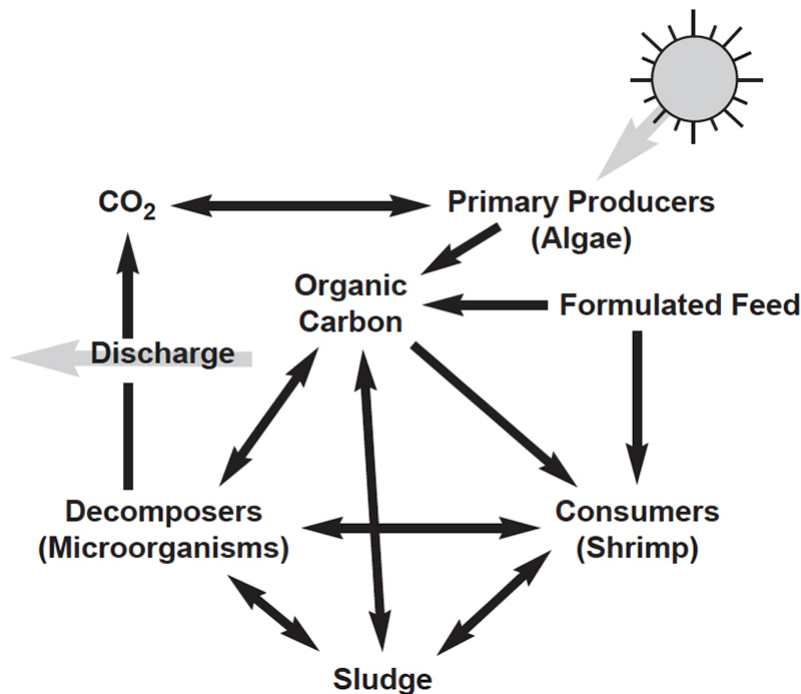 CO₂
Primary Producers
(Algae)
Organic
Carbon
Formulated Feed
Discharge
Decomposers
(Microorganisms)
Consumers
(Shrimp)
Sludge